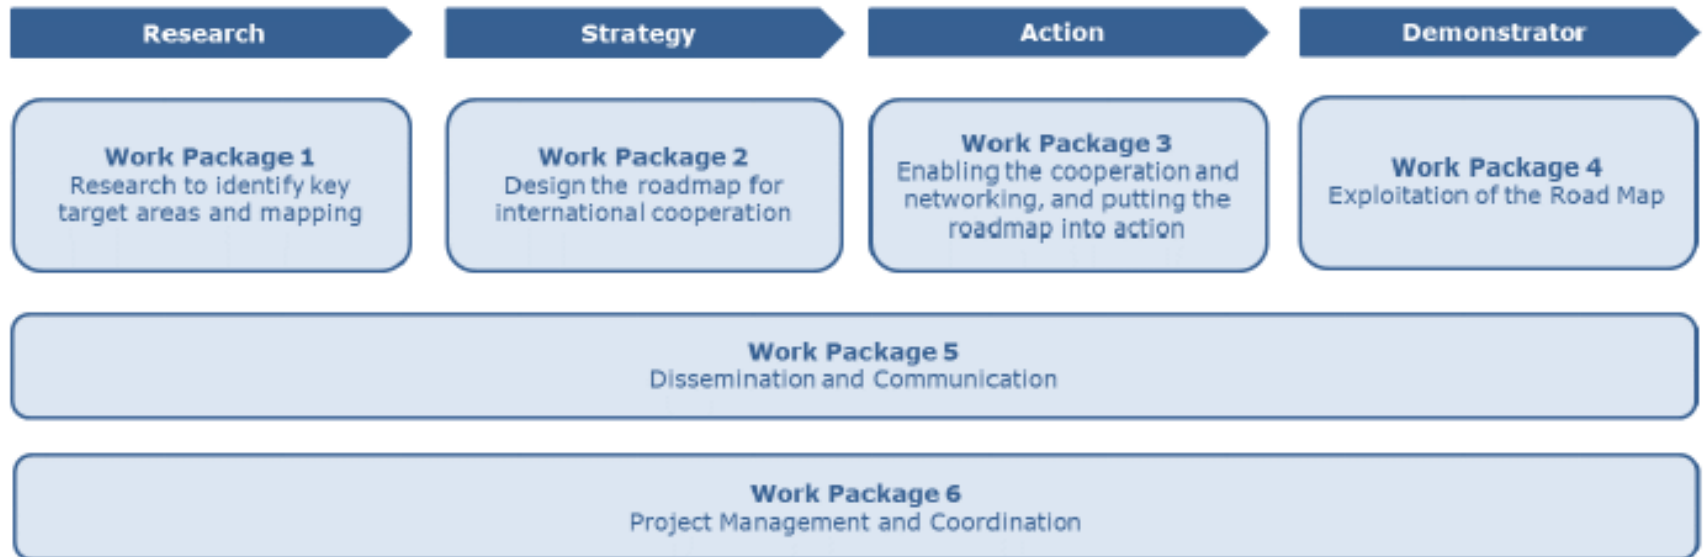 Research
Strategy
Action
Demonstrator
Work Package 1
Research to identify key
target areas and mapping
Work Package 2
Design the roadmap for
international cooperation
Work Package 3
Enabling the cooperation and
networking, and putting the
roadmap into action
Work Package 4
Exploitation of the Road Map
Work Package 5
Dissemination and Communication
Work Package 6
Project Management and Coordination